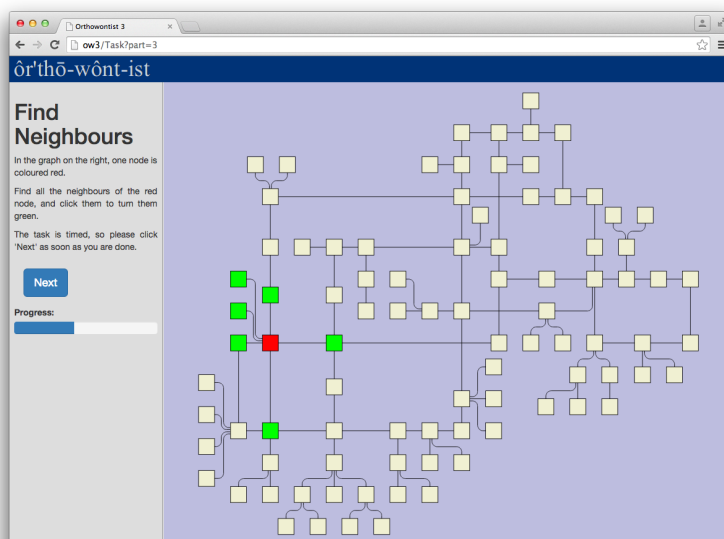 Orthowontist 3
ow3/Task?part=3
ôr'thō-wônt-ist
Find
Neighbours
In the graph on the right, one node is
coloured red.
Find all the neighbours of the red
node, and click them to turn them
green.
The task is timed, so please click
'Next' as soon as you are done.
Next
Progress: